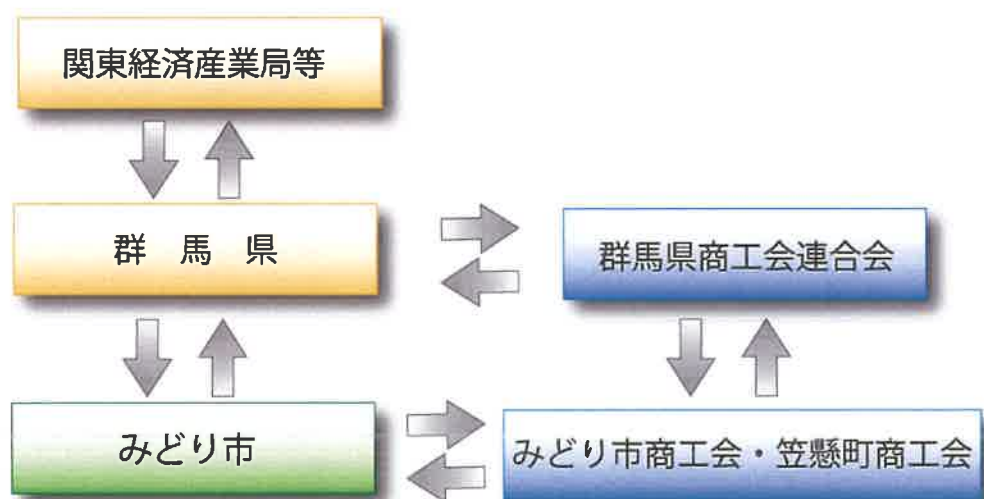 関東経済産業局等
群 馬 県
群馬県商工会連合会
みどり市
みどり市商工会・笠懸町商工会